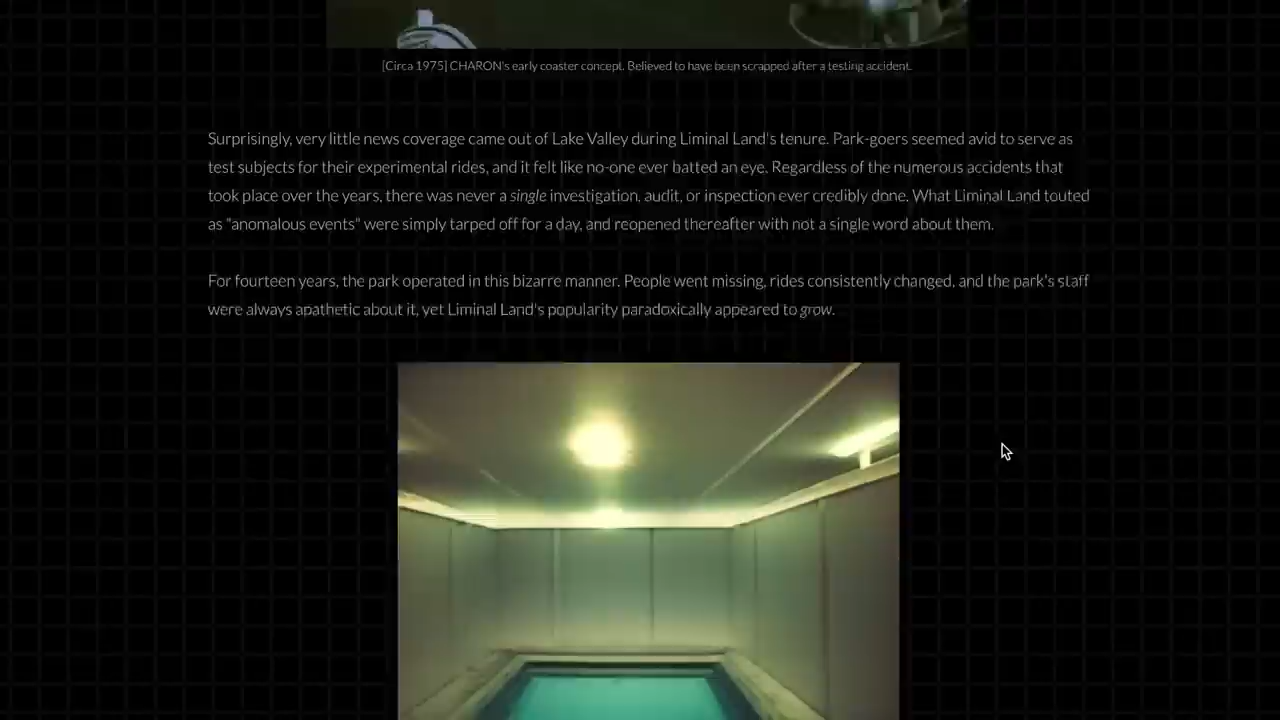 [Circa 1975] CHARON's early coaster concept. Believed to have been scrapped after a testing accident.
Surprisingly, very little news coverage came out of Lake Valley during Liminal Land's tenure. Park-goers seemed avid to serve as
test subjects for their experimental rides, and it felt like no-one ever batted an eye. Regardless of the numerous accidents that
took place over the years, there was never a single investigation, audit, or inspection ever credibly done. What Liminal Land touted
as "anomalous events" were simply tarped off for a day, and reopened thereafter with not a single word about them.
For fourteen years, the park operated in this bizarre manner. People went missing, rides consistently changed, and the park's staff
were always apathetic about it, yet Liminal Land's popularity paradoxically appeared to grow.